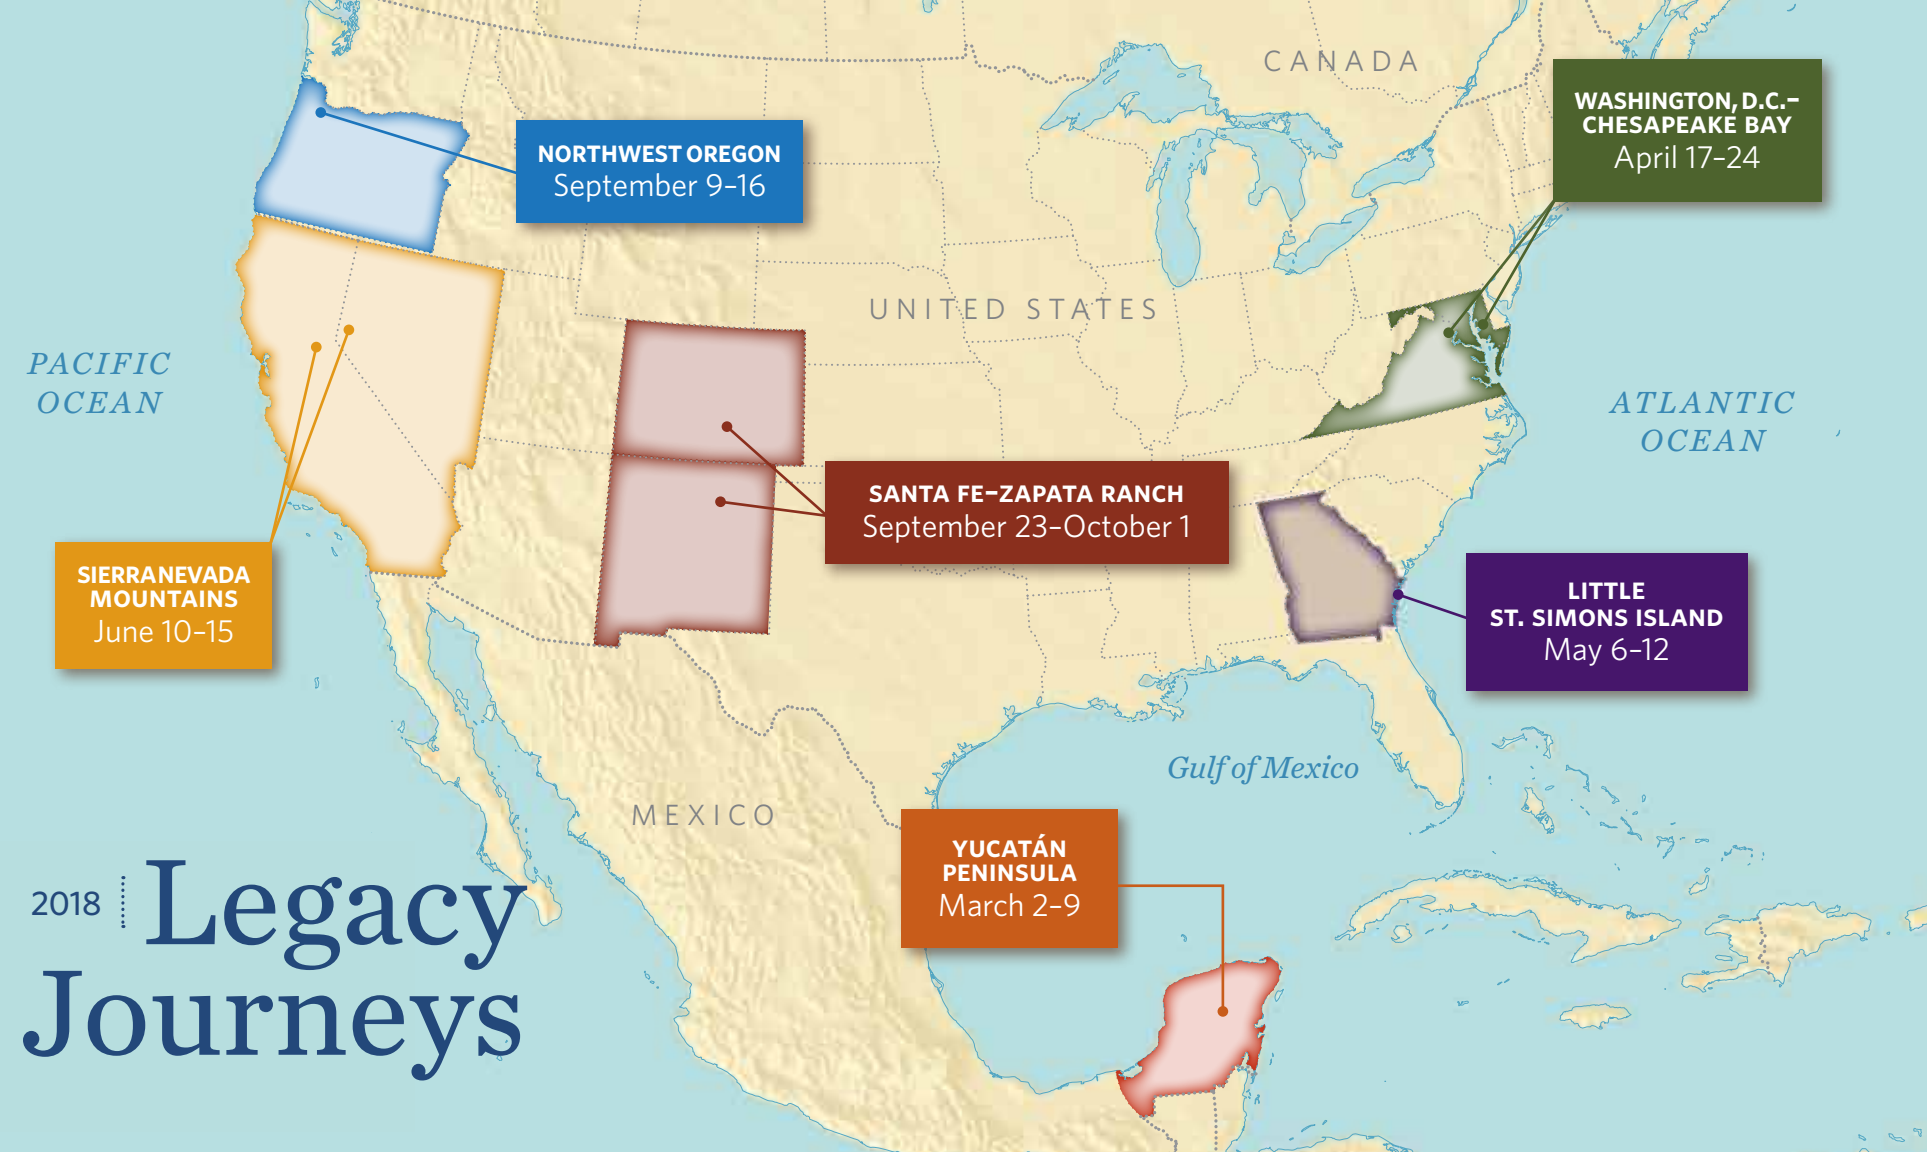 CANADA
WASHINGTON, D.C.–
CHESAPEAKE BAY
April 17–24
NORTHWEST OREGON
September 9–16
UNITED STATES
PACIFIC
OCEAN
ATLANTIC
OCEAN
SANTA FE–ZAPATA RANCH
September 23–October 1
SIERRA NEVADA
MOUNTAINS
June 10–15
LITTLE
ST. SIMONS ISLAND
May 6–12
Gulf of Mexico
MEXICO
YUCATÁN
PENINSULA
March 2–9
2018 Legacy
Journeys